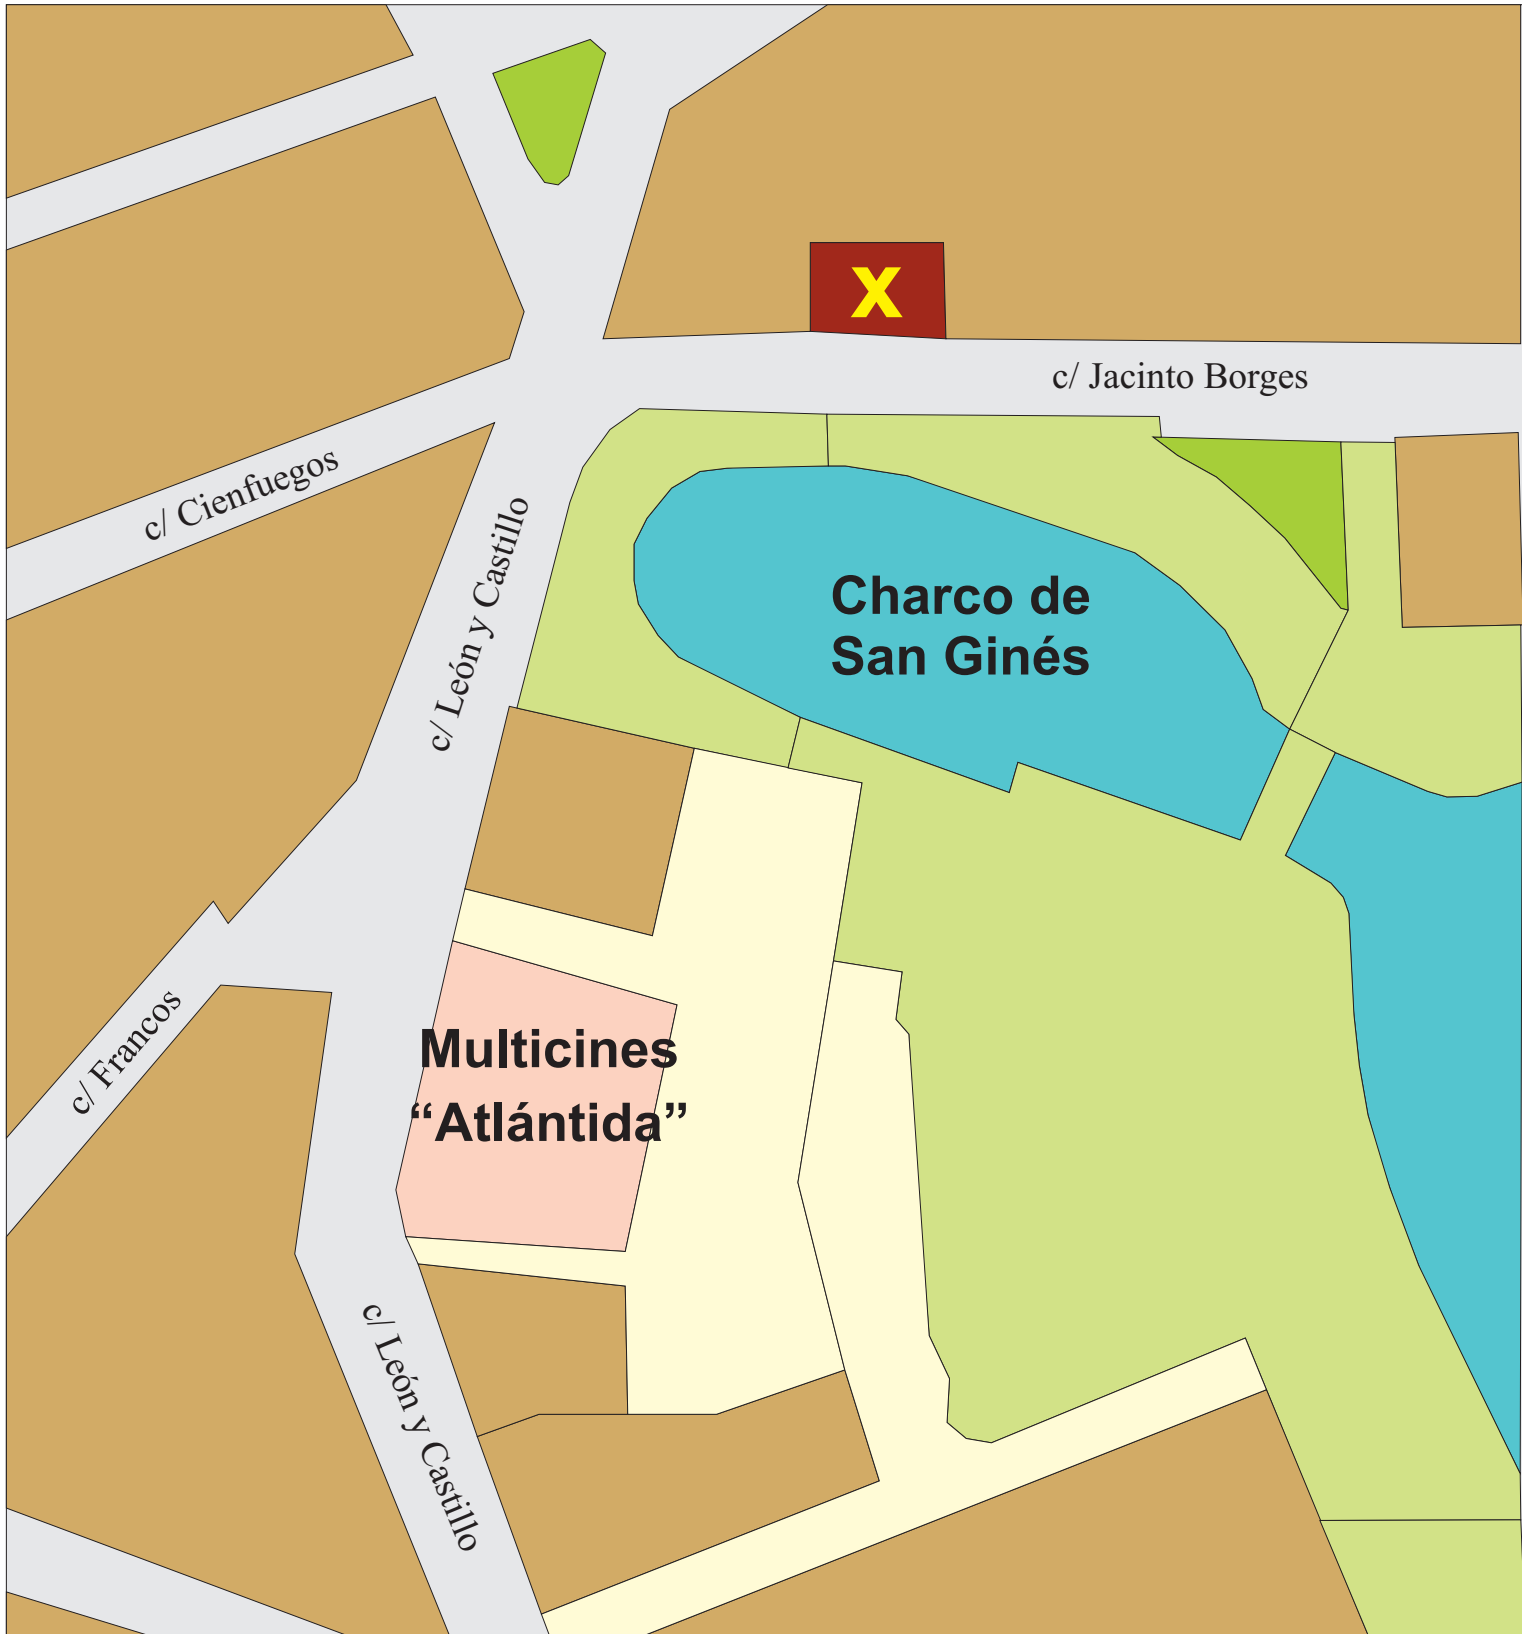 X
c/ Jacinto Borges
c/ Cienfuegos
c/ León y Castillo
Charco de
San Ginés
c/ Francos
Multicines
“Atlántida”
c/ León y Castillo